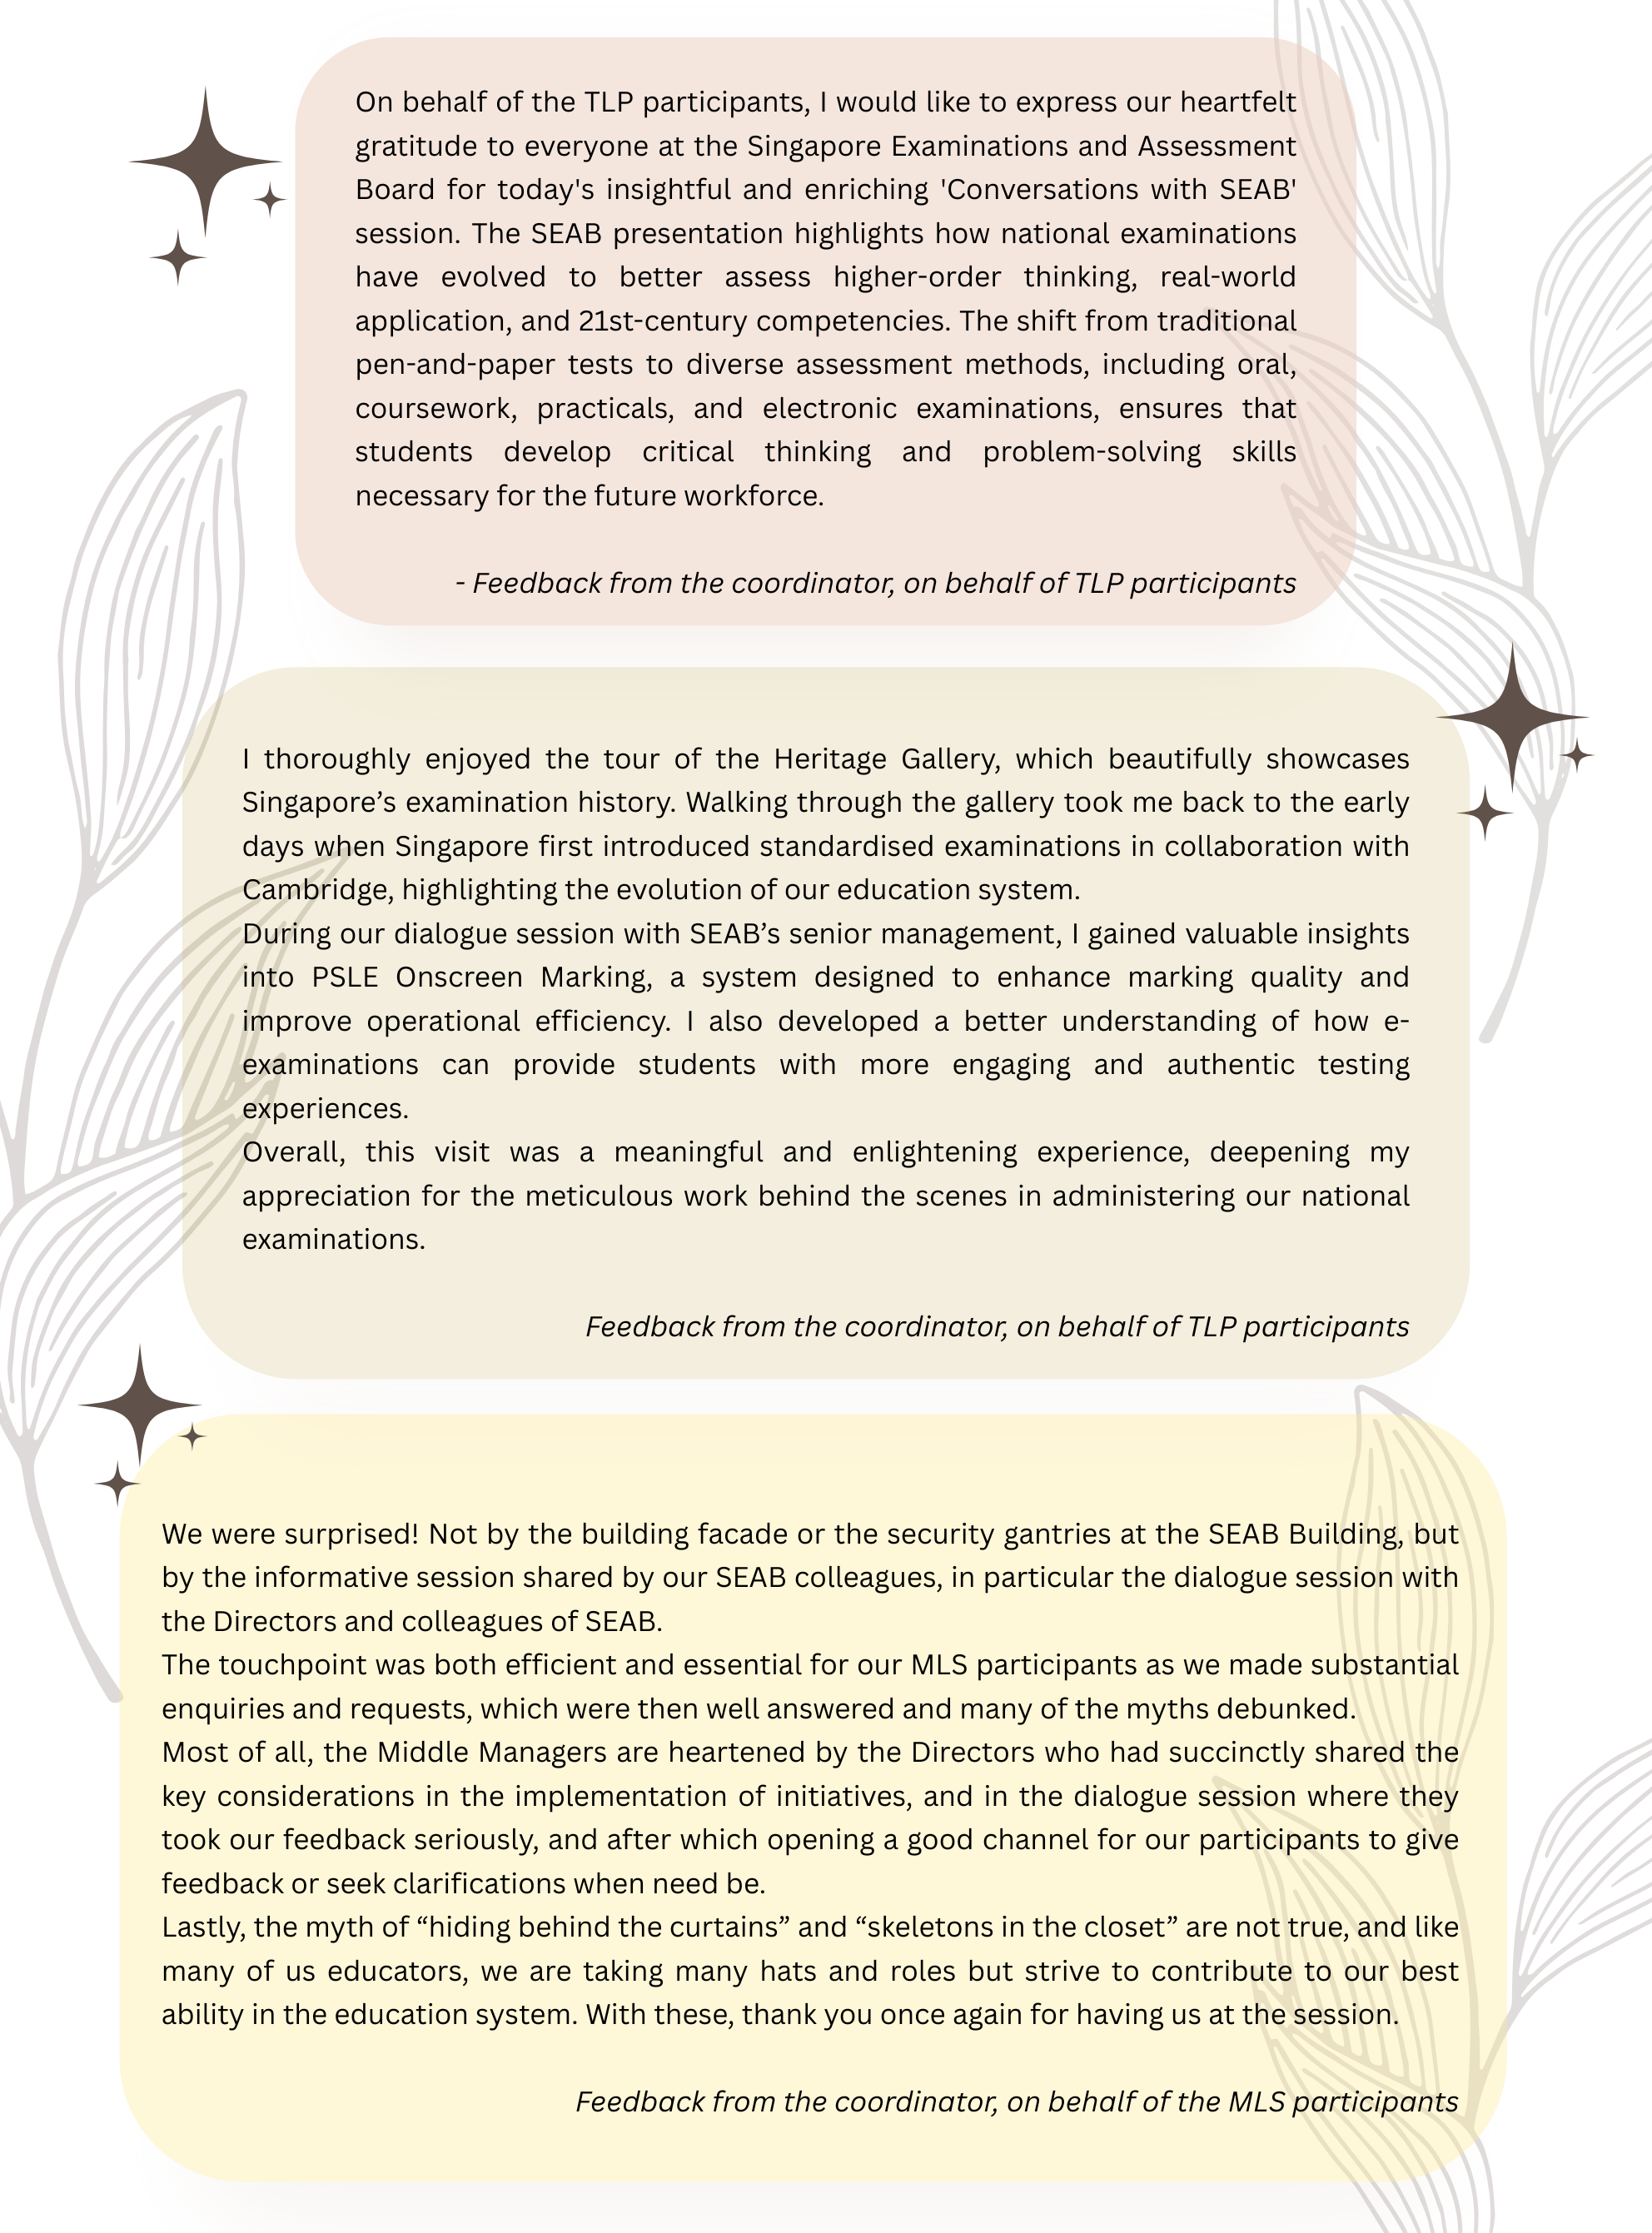 On behalf of the TLP participants, I would like to express our heartfelt
gratitude to everyone at the Singapore Examinations and Assessment
Board for today's insightful and enriching 'Conversations with SEAB'
session. The SEAB presentation highlights how national examinations
have evolved to better assess higher-order thinking, real-world
application, and 21st-century competencies. The shift from traditional
pen-and-paper tests to diverse assessment methods, including oral,
coursework, practicals, and electronic examinations, ensures that
students develop critical thinking and problem-solving skills
necessary for the future workforce.
- Feedback from the coordinator, on behalf of TLP participants
I thoroughly enjoyed the tour of the Heritage Gallery, which beautifully showcases
Singapore’s examination history. Walking through the gallery took me back to the early
days when Singapore first introduced standardised examinations in collaboration with
Cambridge, highlighting the evolution of our education system.
During our dialogue session with SEAB’s senior management, I gained valuable insights
into PSLE Onscreen Marking, a system designed to enhance marking quality and
improve operational efficiency. I also developed a better understanding of how e-
examinations can provide students with more engaging and authentic testing
experiences.
Overall, this visit was a meaningful and enlightening experience, deepening my
appreciation for the meticulous work behind the scenes in administering our national
examinations.
Feedback from the coordinator, on behalf of TLP participants
We were surprised! Not by the building facade or the security gantries at the SEAB Building, but
by the informative session shared by our SEAB colleagues, in particular the dialogue session with
the Directors and colleagues of SEAB.
The touchpoint was both efficient and essential for our MLS participants as we made substantial
enquiries and requests, which were then well answered and many of the myths debunked.
Most of all, the Middle Managers are heartened by the Directors who had succinctly shared the
key considerations in the implementation of initiatives, and in the dialogue session where they
took our feedback seriously, and after which opening a good channel for our participants to give
feedback or seek clarifications when need be.
Lastly, the myth of “hiding behind the curtains” and “skeletons in the closet” are not true, and like
many of us educators, we are taking many hats and roles but strive to contribute to our best
ability in the education system. With these, thank you once again for having us at the session.
Feedback from the coordinator, on behalf of the MLS participants